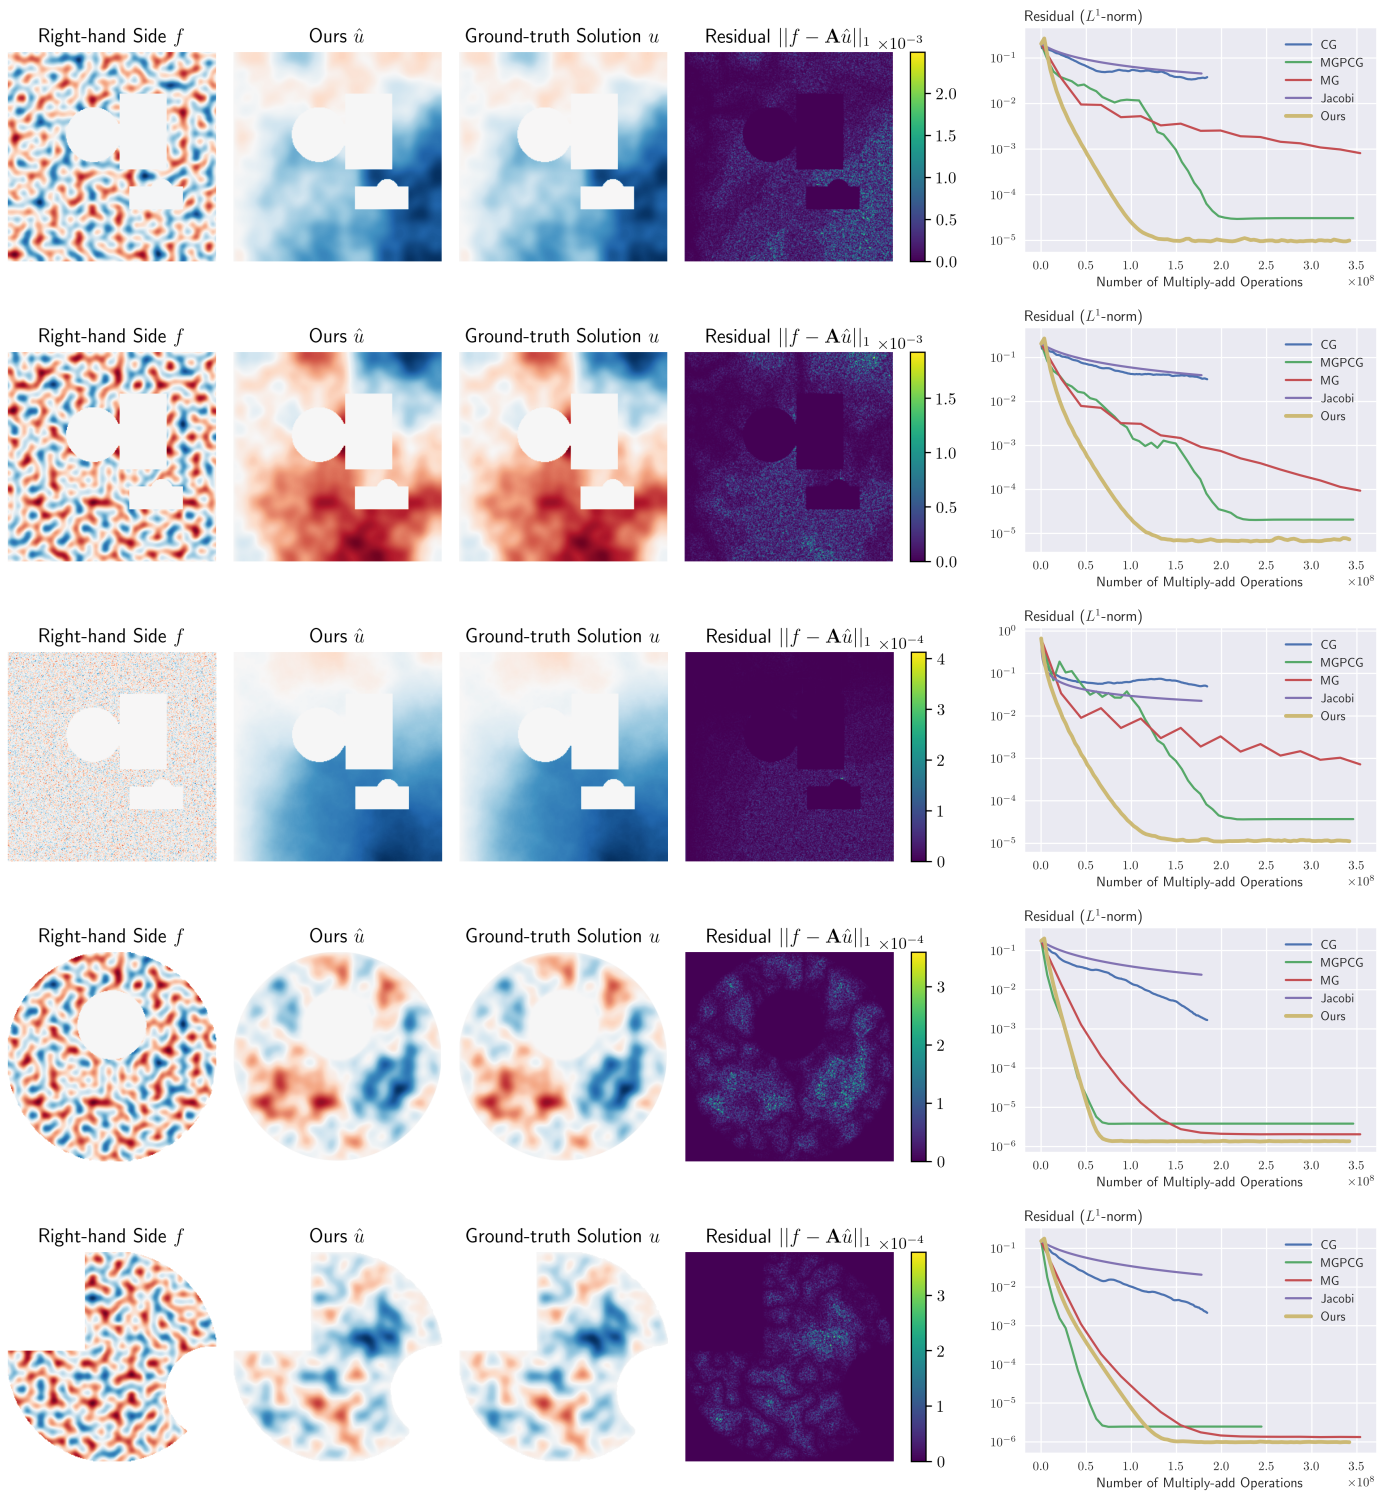 Right-hand Side f
Ours û
Ground-truth Solution u
Residual ||f − Aû||₁ ×10⁻³
2.0
1.5
1.0
0.5
0.0
Residual (L¹-norm)
10⁻¹
10⁻²
10⁻³
10⁻⁴
10⁻⁵
CG
MGPCG
MG
Jacobi
Ours
0.0 0.5 1.0 1.5 2.0 2.5 3.0 3.5
Number of Multiply-add Operations ×10⁸
Right-hand Side f
Ours û
Ground-truth Solution u
Residual ||f − Aû||₁ ×10⁻³
1.5
1.0
0.5
0.0
Residual (L¹-norm)
10⁻¹
10⁻²
10⁻³
10⁻⁴
10⁻⁵
CG
MGPCG
MG
Jacobi
Ours
0.0 0.5 1.0 1.5 2.0 2.5 3.0 3.5
Number of Multiply-add Operations ×10⁸
Right-hand Side f
Ours û
Ground-truth Solution u
Residual ||f − Aû||₁ ×10⁻⁴
4
3
2
1
0
Residual (L¹-norm)
10⁰
10⁻¹
10⁻²
10⁻³
10⁻⁴
10⁻⁵
CG
MGPCG
MG
Jacobi
Ours
0.0 0.5 1.0 1.5 2.0 2.5 3.0 3.5
Number of Multiply-add Operations ×10⁸
Right-hand Side f
Ours û
Ground-truth Solution u
Residual ||f − Aû||₁ ×10⁻⁴
3
2
1
0
Residual (L¹-norm)
10⁻¹
10⁻²
10⁻³
10⁻⁴
10⁻⁵
10⁻⁶
CG
MGPCG
MG
Jacobi
Ours
0.0 0.5 1.0 1.5 2.0 2.5 3.0 3.5
Number of Multiply-add Operations ×10⁸
Right-hand Side f
Ours û
Ground-truth Solution u
Residual ||f − Aû||₁ ×10⁻⁴
3
2
1
0
Residual (L¹-norm)
10⁻¹
10⁻²
10⁻³
10⁻⁴
10⁻⁵
10⁻⁶
CG
MGPCG
MG
Jacobi
Ours
0.0 0.5 1.0 1.5 2.0 2.5 3.0 3.5
Number of Multiply-add Operations ×10⁸